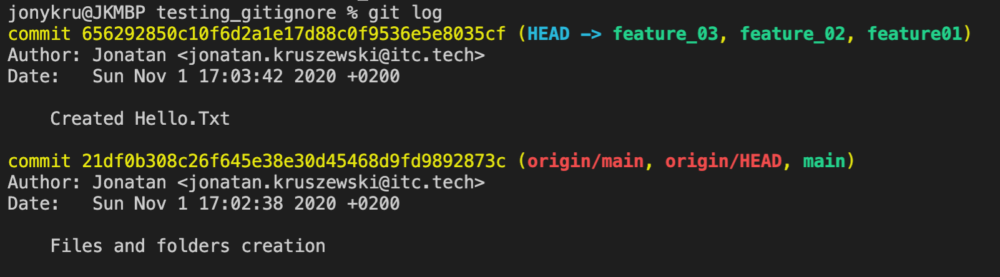 jonykru@JKMBP testing_gitignore % git log
commit 656292850c10f6d2a1e17d88c0f9536e5e8035cf (HEAD -> feature_03, feature_02, feature01)
Author: Jonatan <jonatan.kruszewski@itc.tech>
Date:   Sun Nov 1 17:03:42 2020 +0200
    Created Hello.Txt
commit 21df0b308c26f645e38e30d45468d9fd9892873c (origin/main, origin/HEAD, main)
Author: Jonatan <jonatan.kruszewski@itc.tech>
Date:   Sun Nov 1 17:02:38 2020 +0200
    Files and folders creation